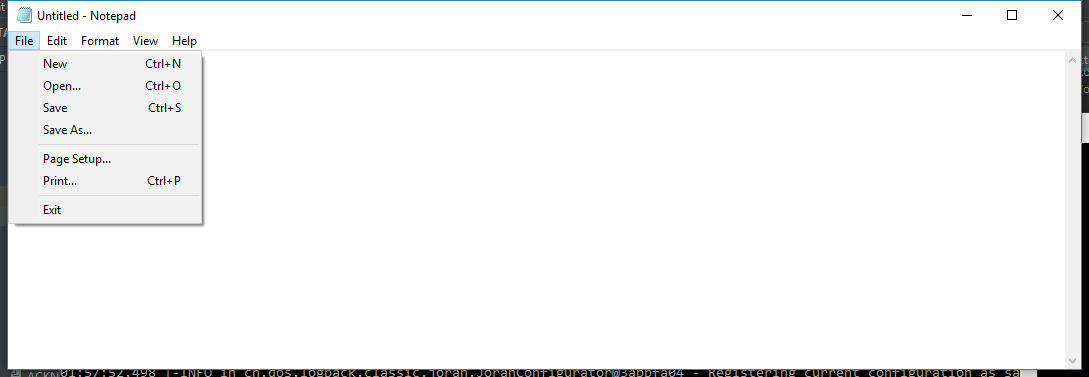 Untitled - Notepad
File Edit Format View Help
New Ctrl+N
Open... Ctrl+O
Save Ctrl+S
Save As...
Page Setup...
Print... Ctrl+P
Exit
01:57:52.498 |-INFO in ch.qos.logback.classic.joran.JoranConfigurator@3abbfa04 - Registering current configuration as sa